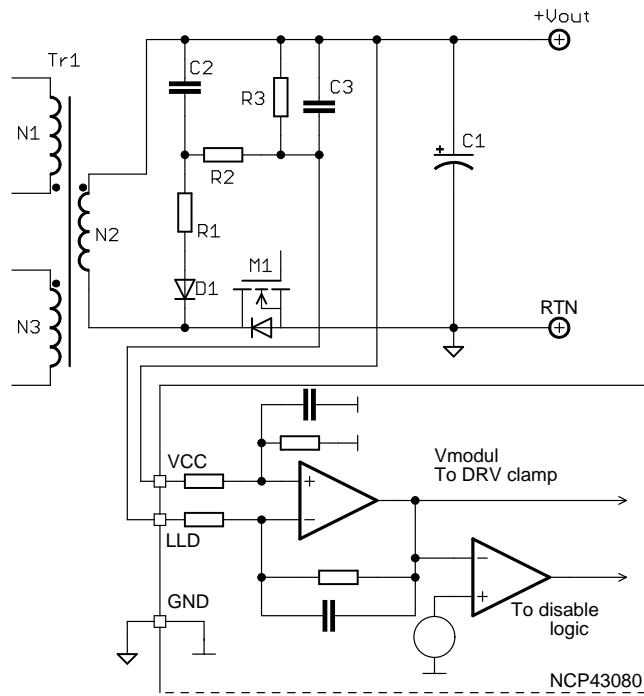 +Vout
Tr1
C2
R3
C3
N1
C1
R2
N2
R1
M1
D1
RTN
N3
Vmodul
To DRV clamp
VCC
LLD
GND
To disable
logic
NCP43080